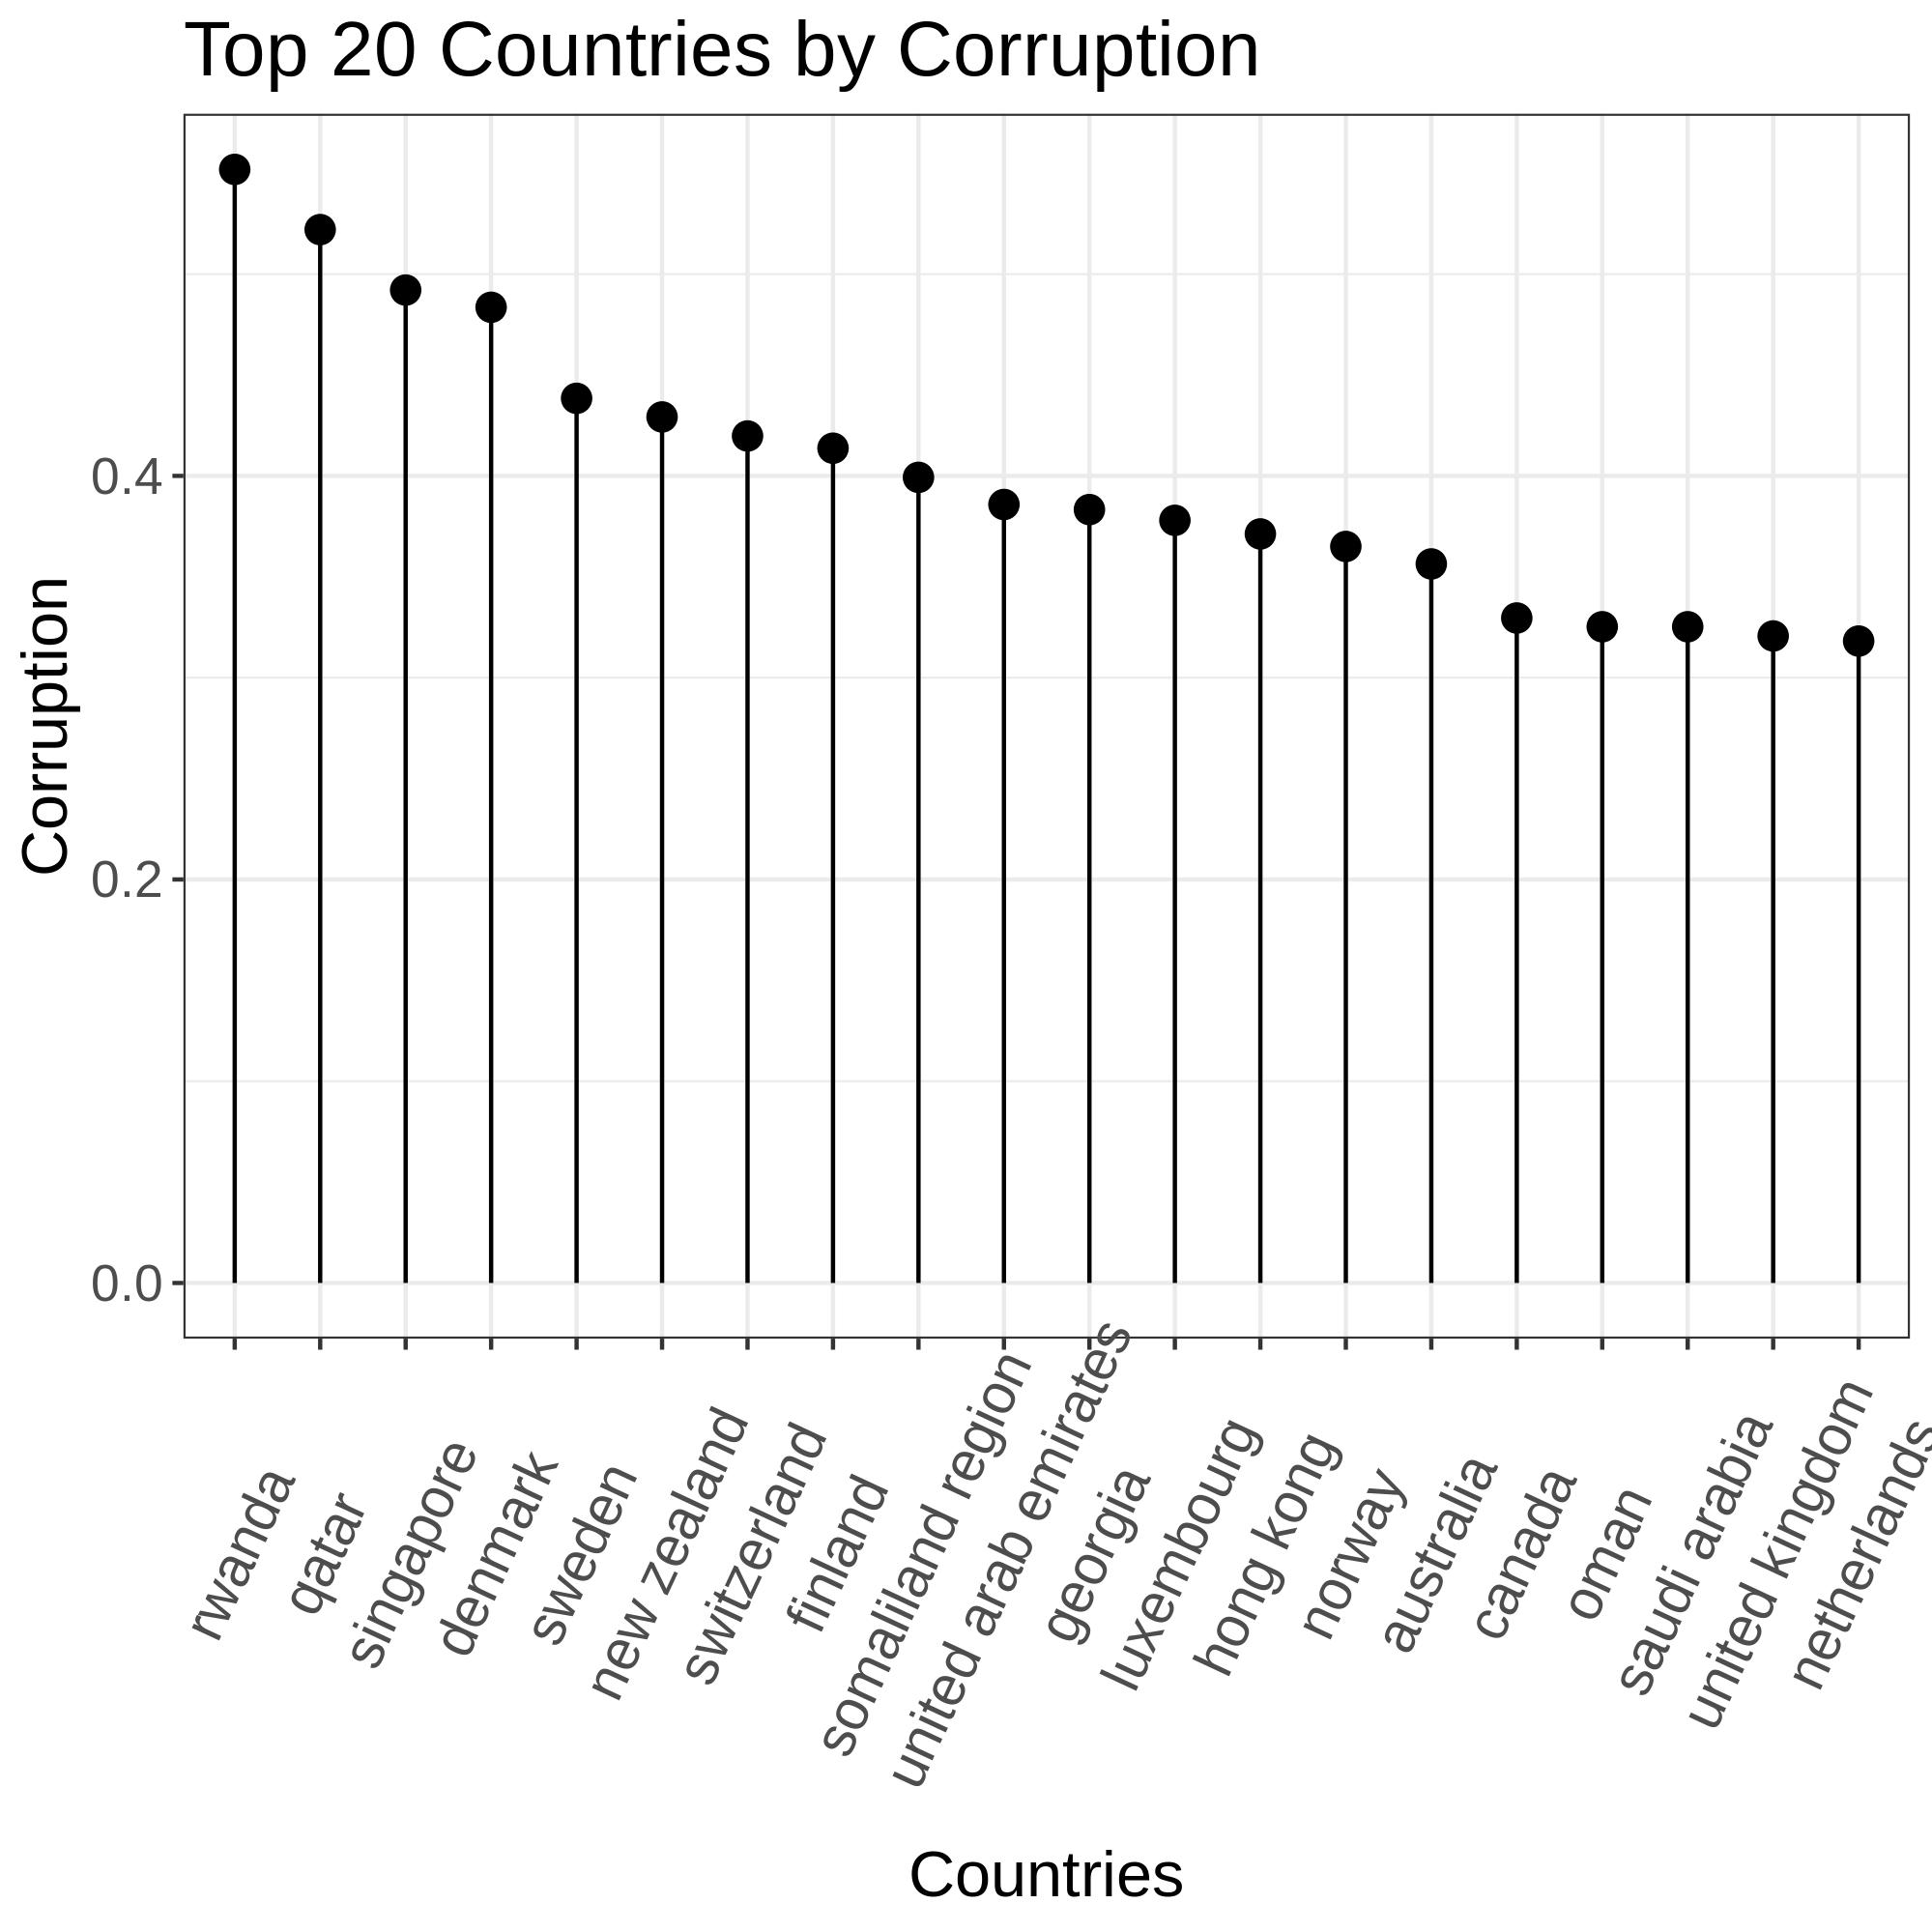 Top 20 Countries by Corruption
Corruption
0.4
0.2
0.0
rwanda
qatar
singapore
denmark
sweden
new zealand
switzerland
finland
somaliland region
united arab emirates
georgia
luxembourg
hong kong
norway
australia
canada
oman
saudi arabia
united kingdom
netherlands
Countries